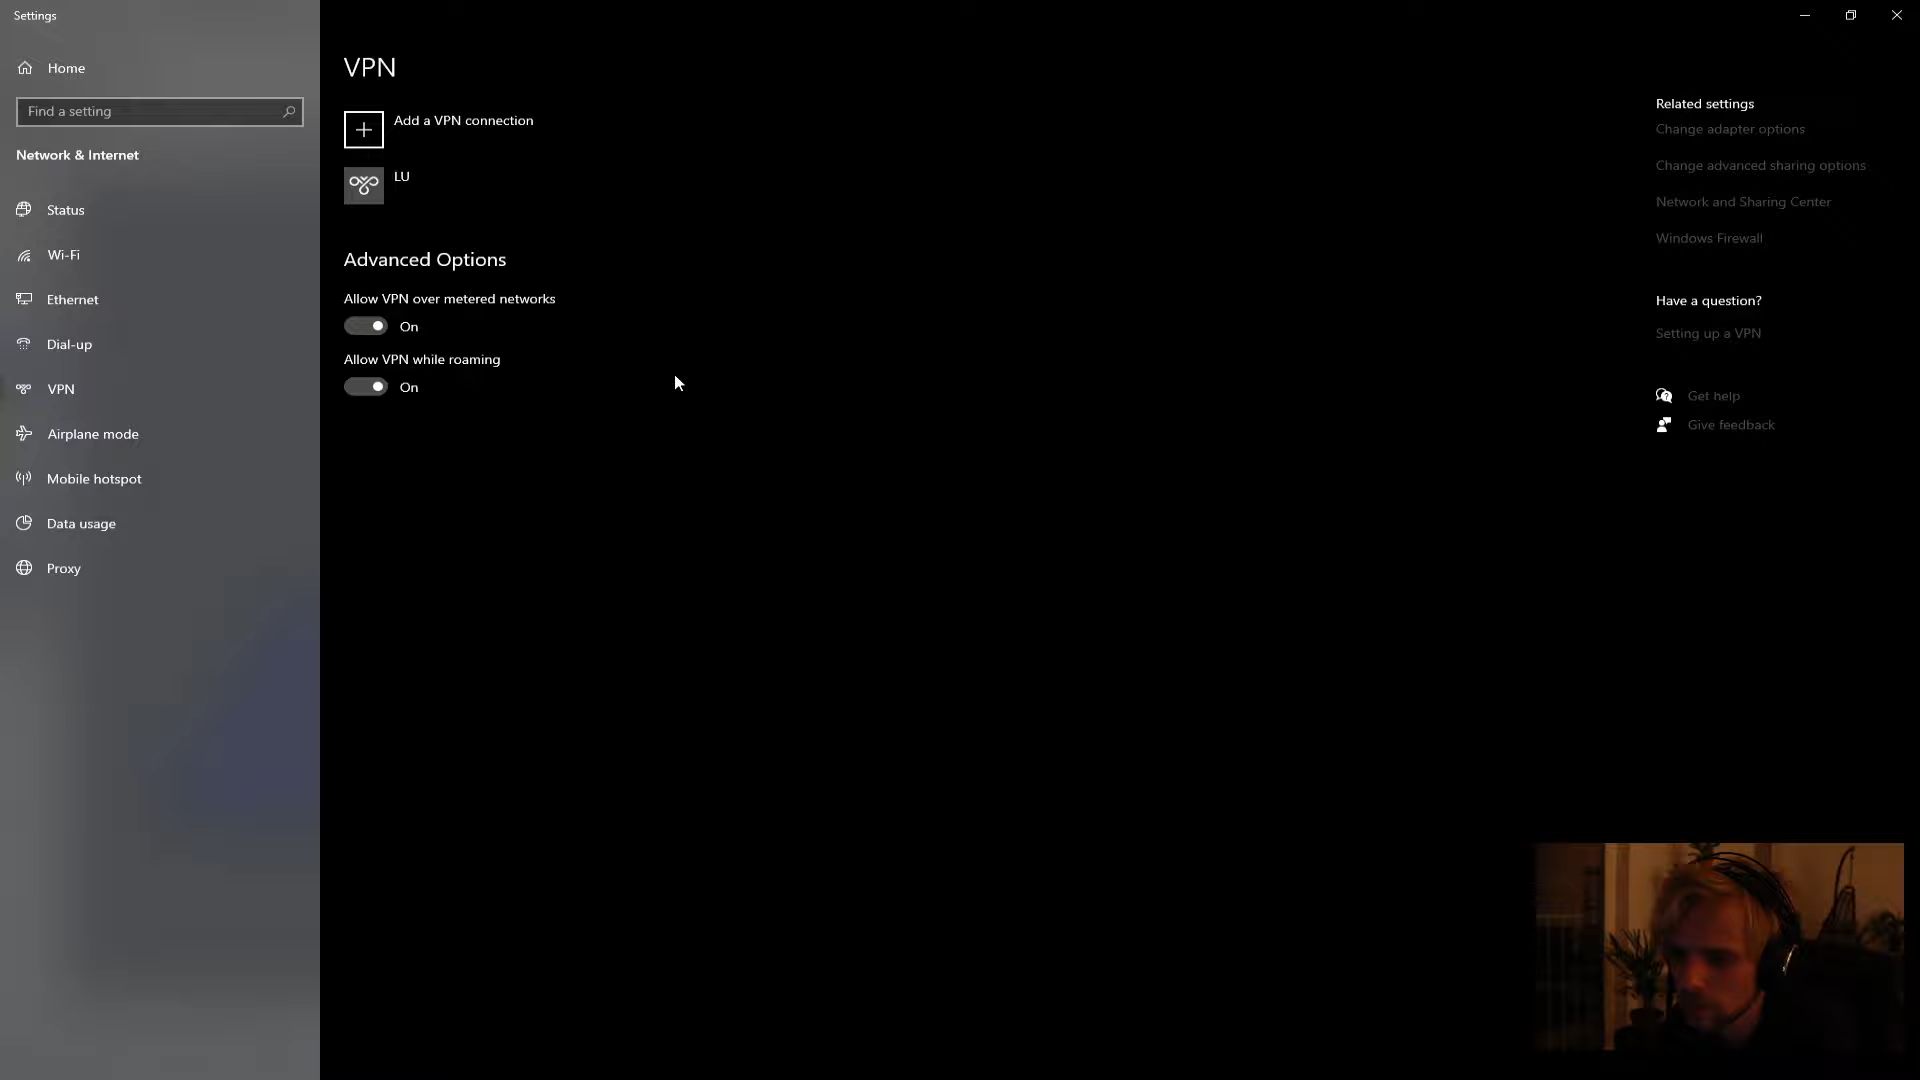 Settings
Home
Find a setting
Network & Internet
Status
Wi-Fi
Ethernet
Dial-up
VPN
Airplane mode
Mobile hotspot
Data usage
Proxy
VPN
Add a VPN connection
LU
Advanced Options
Allow VPN over metered networks
On
Allow VPN while roaming
On
Related settings
Change adapter options
Change advanced sharing options
Network and Sharing Center
Windows Firewall
Have a question?
Setting up a VPN
Get help
Give feedback